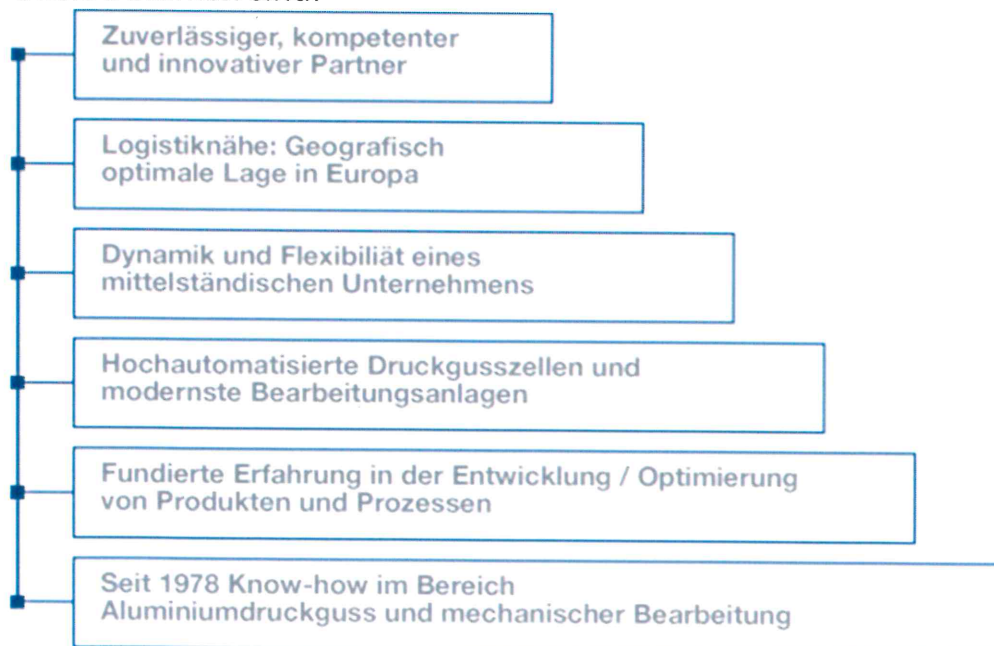 Zuverlässiger, kompetenter
und innovativer Partner
Logistiknähe: Geografisch
optimale Lage in Europa
Dynamik und Flexibiliät eines
mittelständischen Unternehmens
Hochautomatisierte Druckgusszellen und
modernste Bearbeitungsanlagen
Fundierte Erfahrung in der Entwicklung / Optimierung
von Produkten und Prozessen
Seit 1978 Know-how im Bereich
Aluminiumdruckguss und mechanischer Bearbeitung